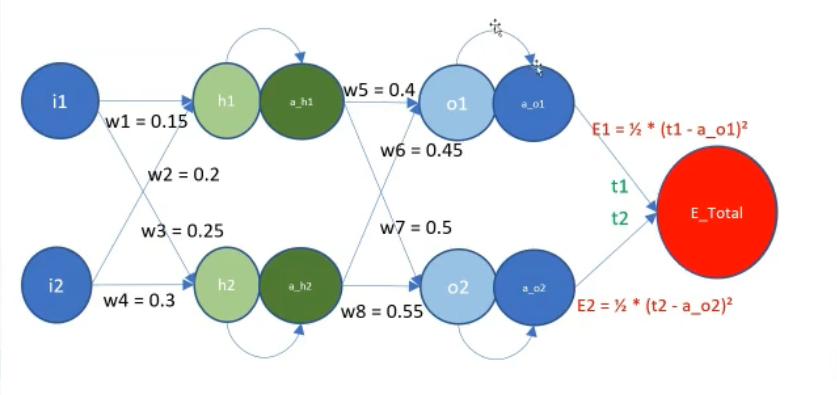 i1
h1
a_h1
w5 = 0.4
o1
a_o1
w1 = 0.15
E1 = ½ * (t1 - a_o1)²
w6 = 0.45
w2 = 0.2
t1
E_Total
t2
w3 = 0.25
w7 = 0.5
i2
h2
a_h2
o2
a_o2
w4 = 0.3
w8 = 0.55
E2 = ½ * (t2 - a_o2)²